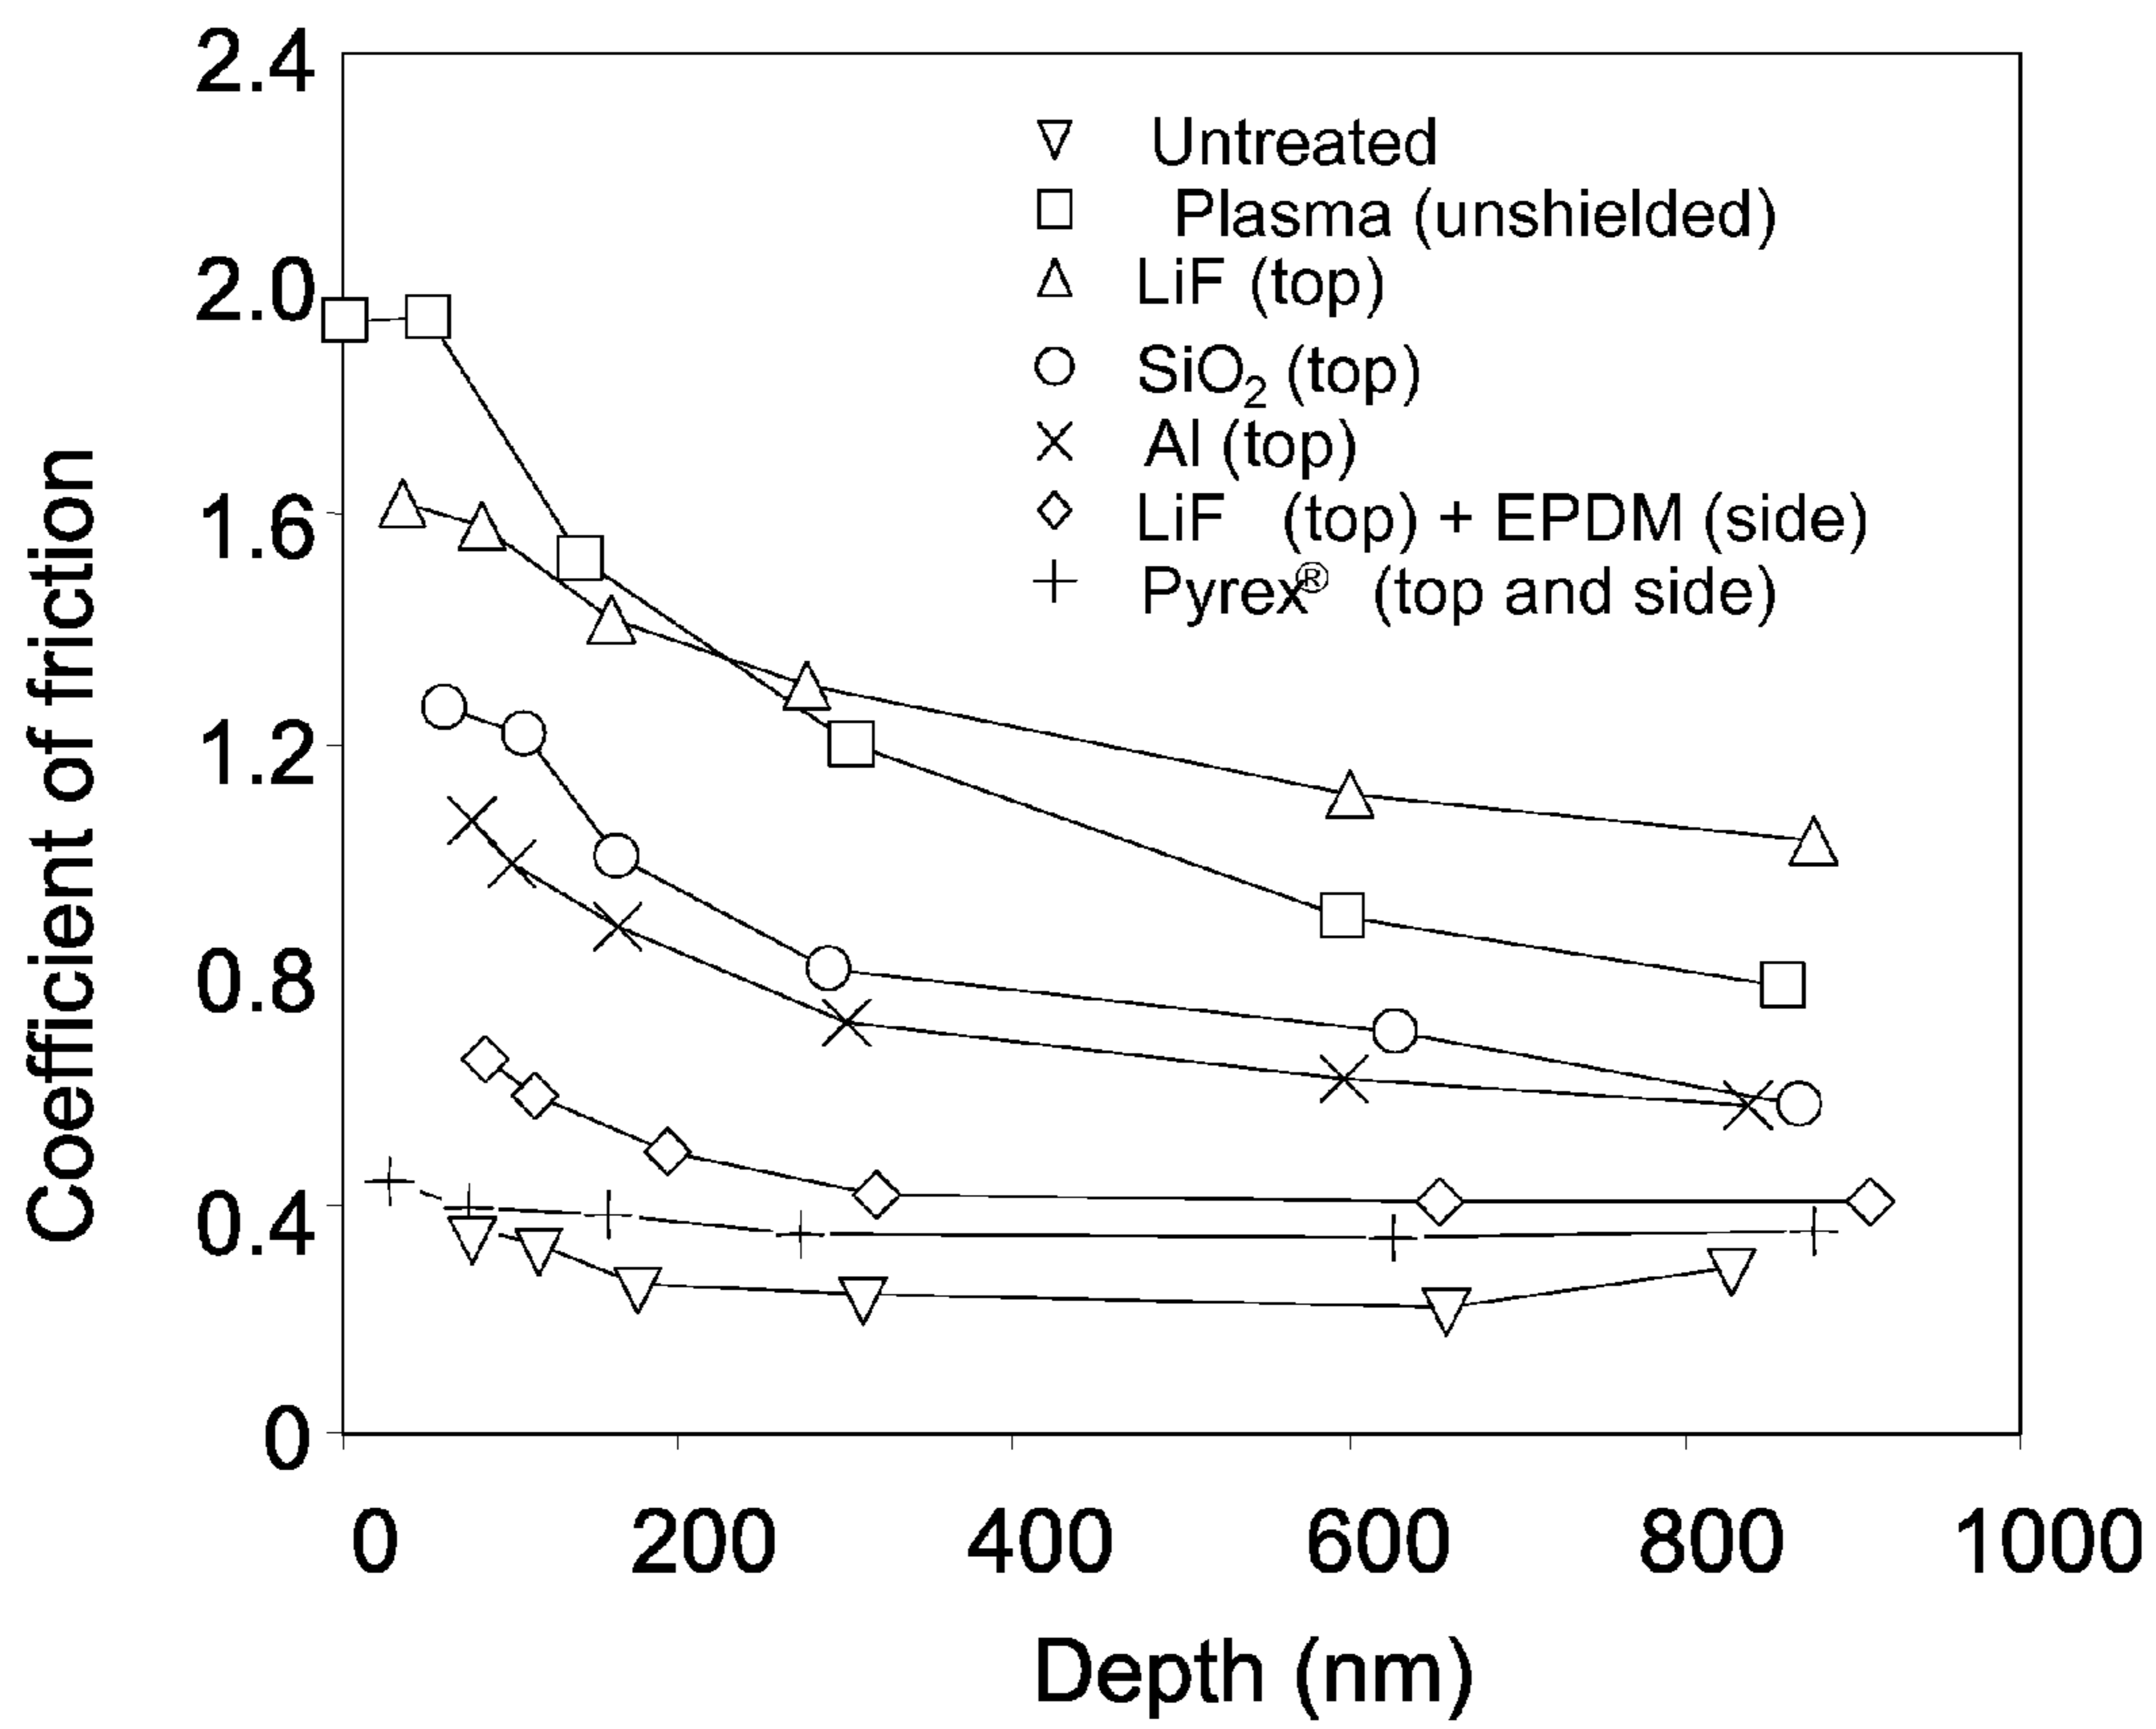 2.4
2.0
1.6
1.2
0.8
0.4
0
Coefficient of friction
Untreated
Plasma (unshielded)
LiF (top)
SiO₂ (top)
Al (top)
LiF (top) + EPDM (side)
Pyrex® (top and side)
0 200 400 600 800 1000
Depth (nm)